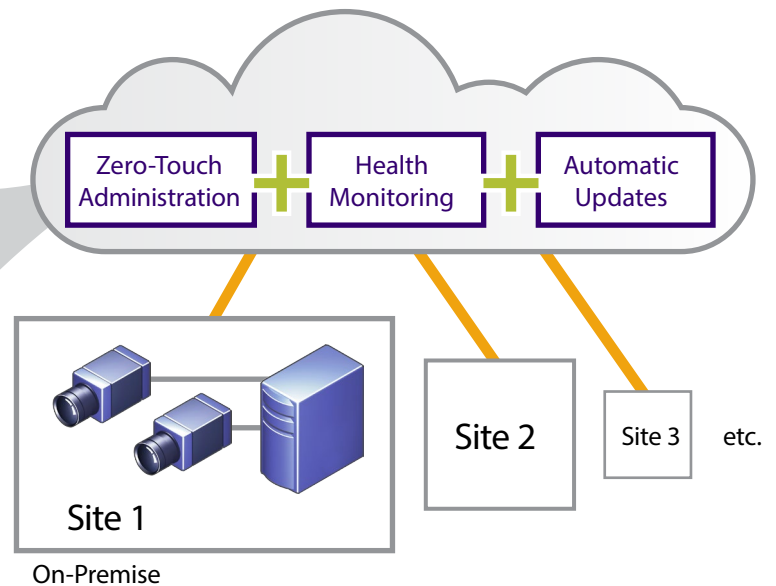 Zero-Touch
Administration
Health
Monitoring
Automatic
Updates
Site 1
Site 2
Site 3
etc.
On-Premise